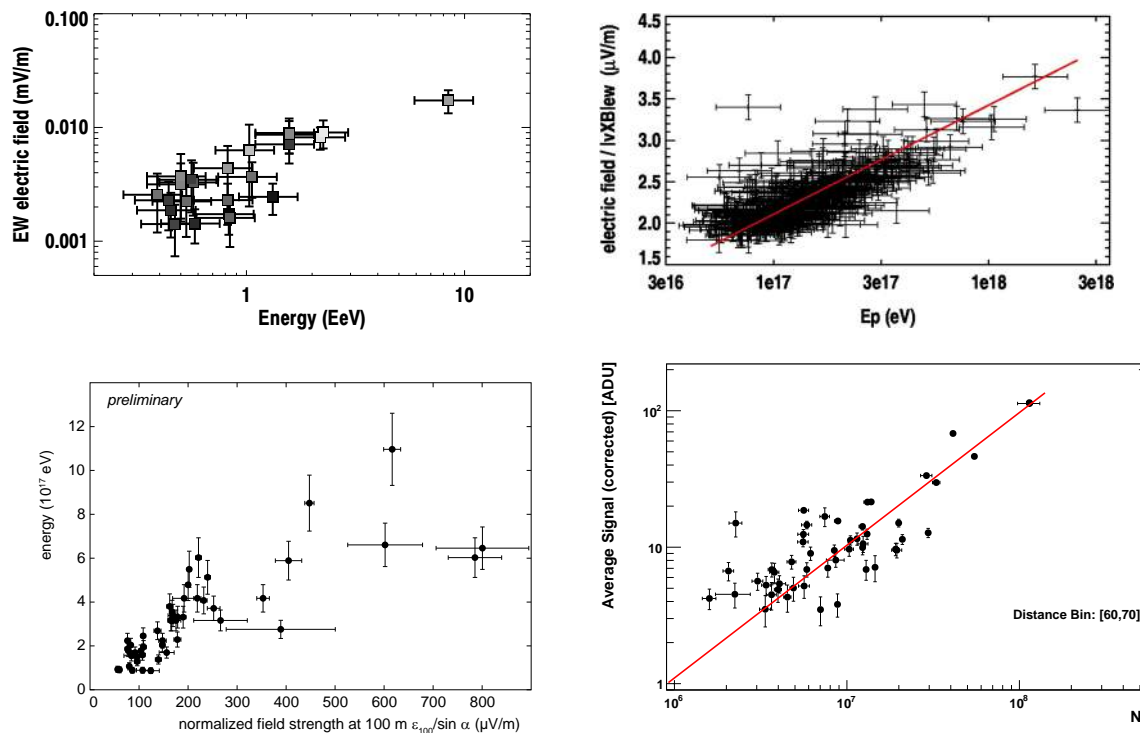 0.100
0.010
0.001
EW electric field (mV/m)
1
10
Energy (EeV)
4.5
4.0
3.5
3.0
2.5
2.0
1.5
electric field / lvXBlew (μV/m)
3e16
1e17
3e17
1e18
3e18
Ep (eV)
preliminary
12
10
8
6
4
2
0
energy (10¹⁷ eV)
0
100
200
300
400
500
600
700
800
normalized field strength at 100 m ε₁₀₀/sin α (μV/m)
10²
10
1
Average Signal (corrected) [ADU]
Distance Bin: [60,70]
10⁶
10⁷
10⁸
N